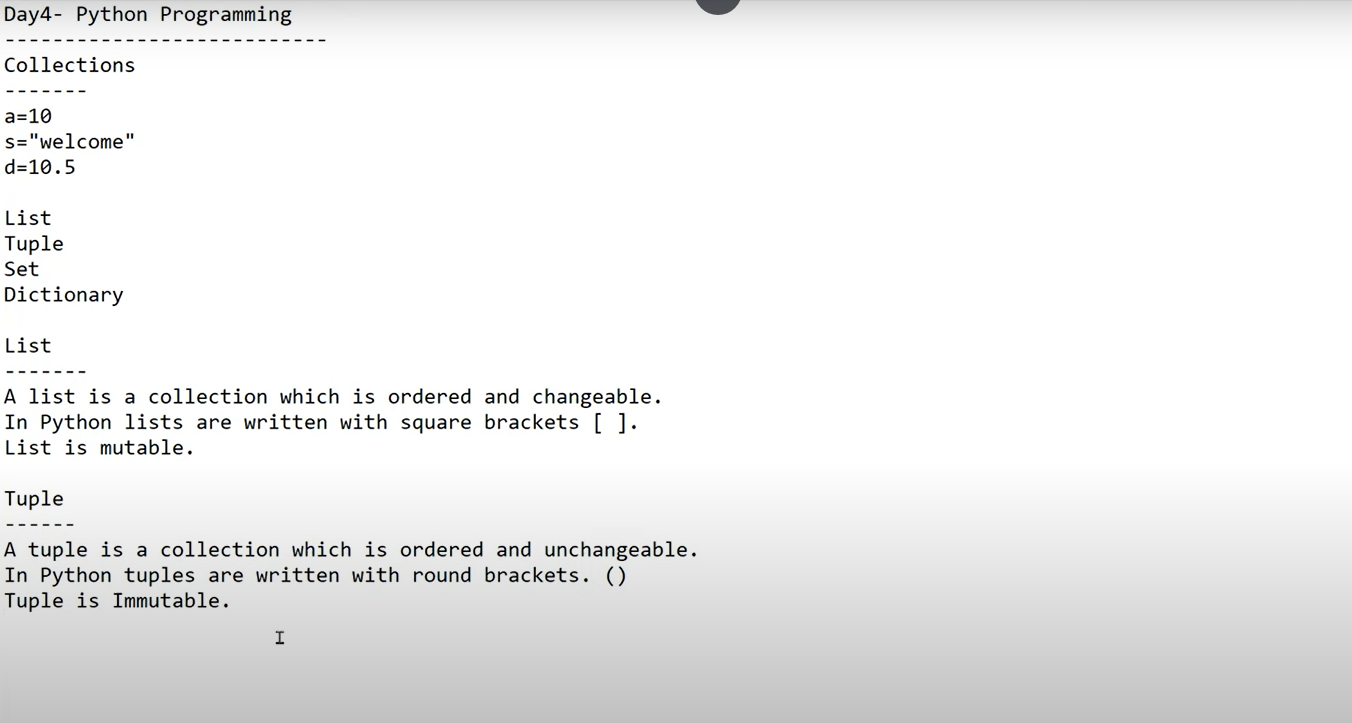 Day4- Python Programming
---------------------------
Collections
-------
a=10
s="welcome"
d=10.5
List
Tuple
Set
Dictionary
List
-------
A list is a collection which is ordered and changeable.
In Python lists are written with square brackets [ ].
List is mutable.
Tuple
------
A tuple is a collection which is ordered and unchangeable.
In Python tuples are written with round brackets. ()
Tuple is Immutable.